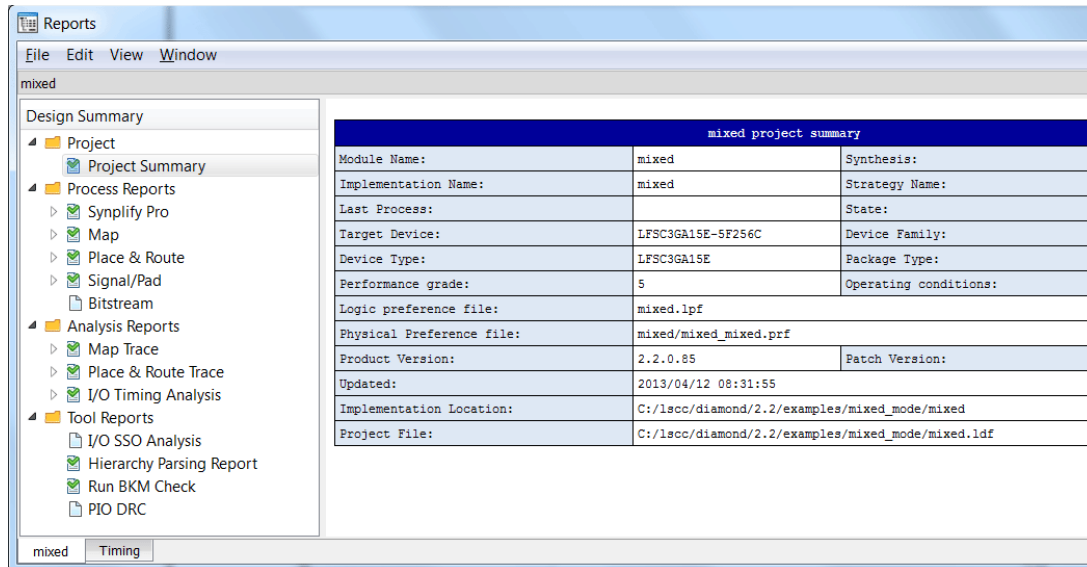 Reports
File Edit View Window
mixed
Design Summary
Project
Project Summary
Process Reports
Synplify Pro
Map
Place & Route
Signal/Pad
Bitstream
Analysis Reports
Map Trace
Place & Route Trace
I/O Timing Analysis
Tool Reports
I/O SSO Analysis
Hierarchy Parsing Report
Run BKM Check
PIO DRC
mixed project summary
Module Name: mixed Synthesis:
Implementation Name: mixed Strategy Name:
Last Process: State:
Target Device: LFSC3GA15E-5F256C Device Family:
Device Type: LFSC3GA15E Package Type:
Performance grade: 5 Operating conditions:
Logic preference file: mixed.lpf
Physical Preference file: mixed/mixed_mixed.prf
Product Version: 2.2.0.85 Patch Version:
Updated: 2013/04/12 08:31:55
Implementation Location: C:/lscc/diamond/2.2/examples/mixed_mode/mixed
Project File: C:/lscc/diamond/2.2/examples/mixed_mode/mixed.ldf
mixed Timing